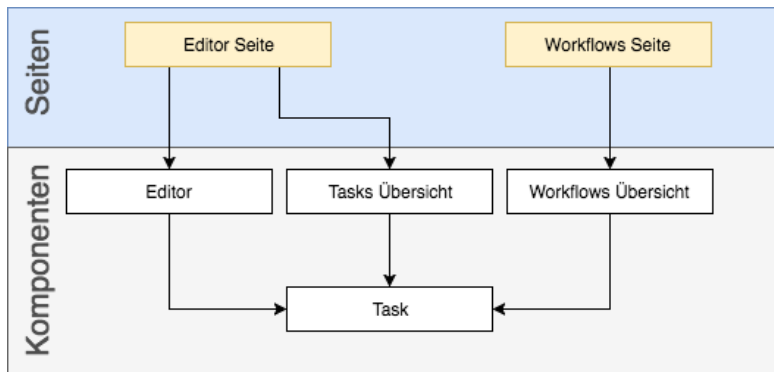 Seiten
Editor Seite
Workflows Seite
Komponenten
Editor
Tasks Übersicht
Workflows Übersicht
Task